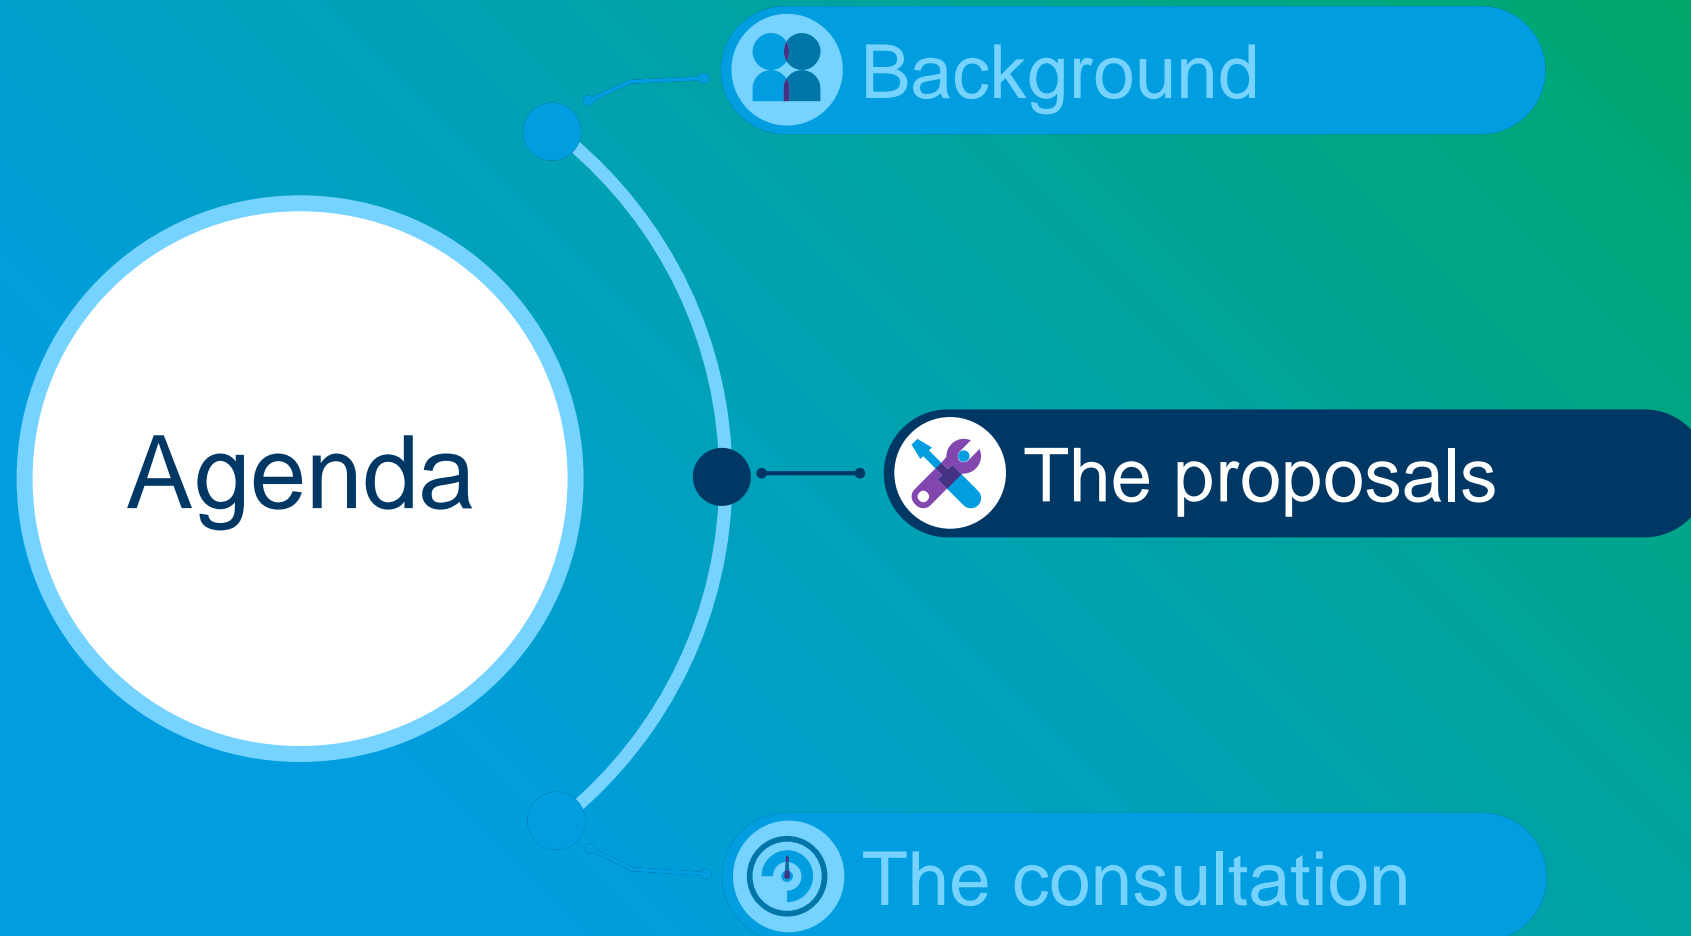 Background
Agenda
The proposals
The consultation